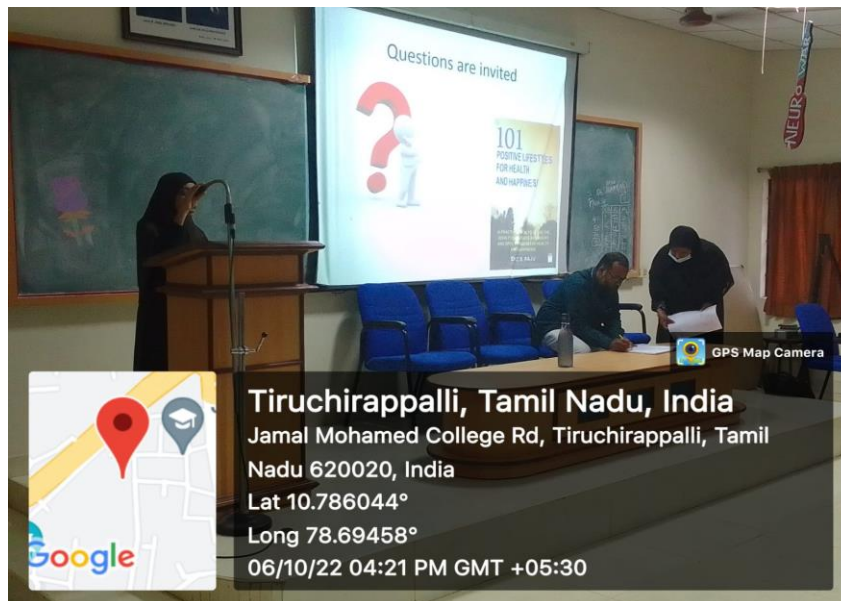 Questions are invited
101
POSITIVE LIFESTYLES
FOR HEALTH
AND HAPPINESS
NEURO WAR
GPS Map Camera
Tiruchirappalli, Tamil Nadu, India
Jamal Mohamed College Rd, Tiruchirappalli, Tamil
Nadu 620020, India
Lat 10.786044°
Long 78.69458°
06/10/22 04:21 PM GMT +05:30
Google